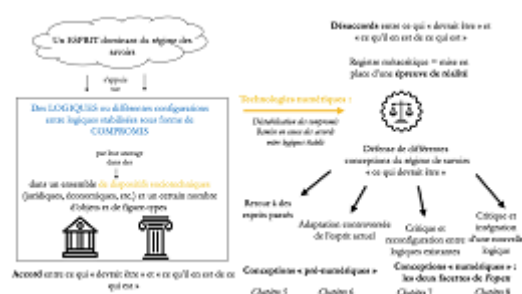 Un ESPRIT dominant du régime des
savoirs
s'appuie
sur
Des LOGIQUES ou différentes configurations
entre logiques stabilisées sous forme de
COMPROMIS
par leur ancrage
dans des
dans un ensemble de dispositifs sociotechniques
(juridiques, économiques, etc.) et un certain nombre
d'objets et de figure-types
Accord entre ce qui « devrait être » et « ce qu'il en est de ce
qui est »
Technologies numériques :
Déstabilisation des compromis
Remise en cause des accords
entre logiques établis
Désaccords entre ce qui « devrait être » et
« ce qu'il en est de ce qui est »
Registre métacritique = mise en
place d'une épreuve de réalité
Défense de différentes
conceptions du régime de savoirs
« ce qui devrait être »
Retour à des
esprits passés
Adaptation controversée
de l'esprit actuel
Critique et
reconfiguration entre
logiques existantes
Critique et
intégration
d'une nouvelle
logique
Conceptions « pré-numériques »
Conceptions « numériques » :
les deux facettes de l'open
Chapitre 5
Chapitre 6
Chapitre 7
Chapitre 8